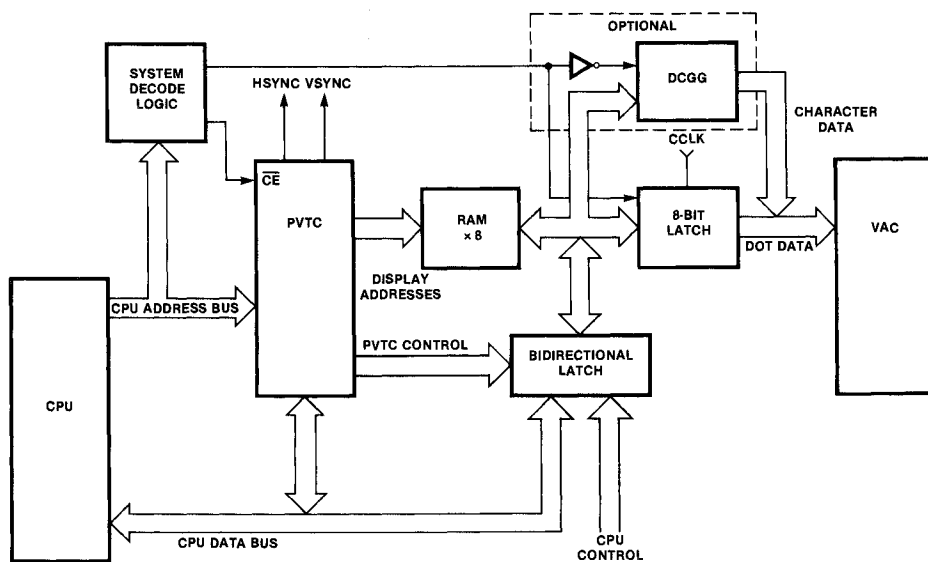 OPTIONAL
SYSTEM
DECODE
LOGIC
HSYNC VSYNC
DCGG
CHARACTER
DATA
CCLK
CE
PVTC
RAM
× 8
8-BIT
LATCH
VAC
DOT DATA
DISPLAY
ADDRESSES
CPU ADDRESS BUS
PVTC CONTROL
BIDIRECTIONAL
LATCH
CPU
CPU DATA BUS
CPU
CONTROL